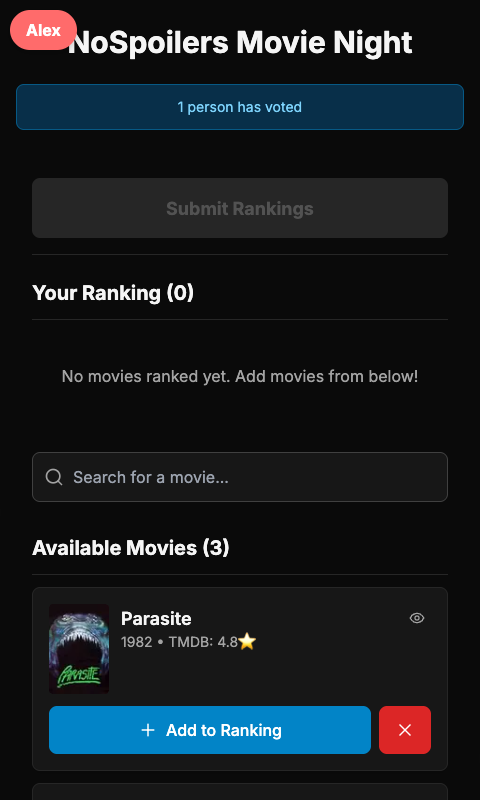 Alex
NoSpoilers Movie Night
1 person has voted
Submit Rankings
Your Ranking (0)
No movies ranked yet. Add movies from below!
Search for a movie...
Available Movies (3)
Parasite
1982 • TMDB: 4.8⭐
PARASITE
+ Add to Ranking